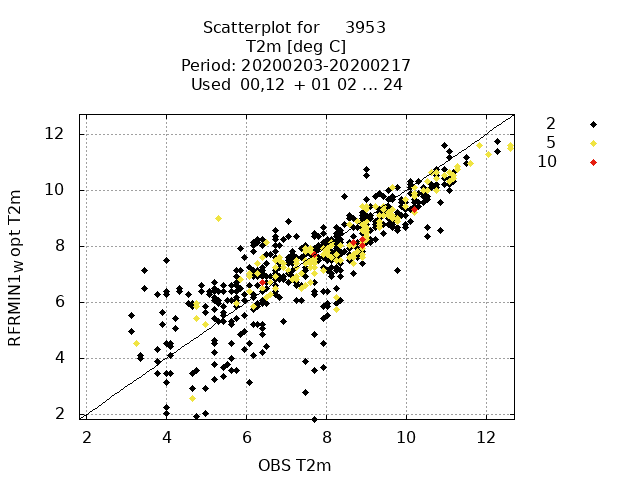 Scatterplot for 3953
T2m [deg C]
Period: 20200203-20200217
Used 00,12 + 01 02 ... 24
2
5
10
12
10
8
6
4
2
RFRMIN1_W opt T2m
2 4 6 8 10 12
OBS T2m